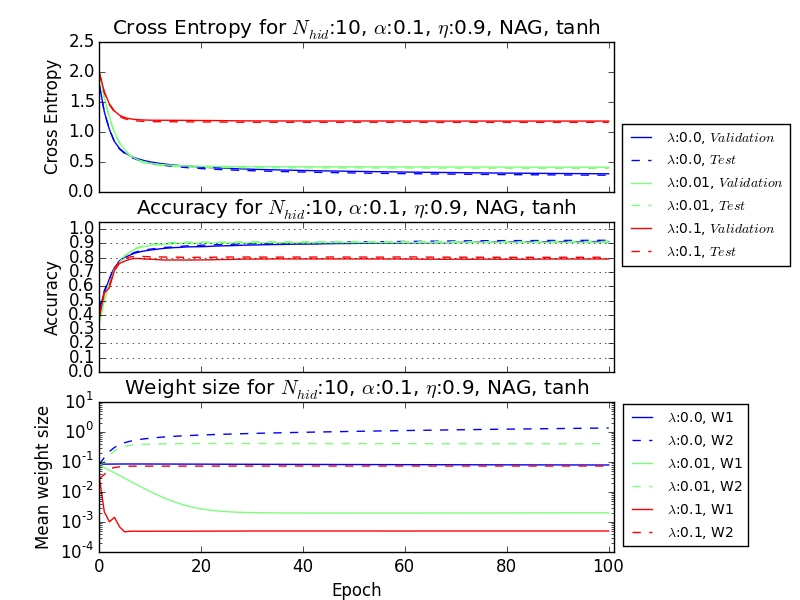 Cross Entropy for N_hid:10, α:0.1, η:0.9, NAG, tanh
Cross Entropy
2.5
2.0
1.5
1.0
0.5
0.0
λ:0.0, Validation
λ:0.0, Test
λ:0.01, Validation
λ:0.01, Test
λ:0.1, Validation
λ:0.1, Test
Accuracy for N_hid:10, α:0.1, η:0.9, NAG, tanh
Accuracy
1.0
0.9
0.8
0.7
0.6
0.5
0.4
0.3
0.2
0.1
0.0
Weight size for N_hid:10, α:0.1, η:0.9, NAG, tanh
Mean weight size
10^1
10^0
10^-1
10^-2
10^-3
10^-4
λ:0.0, W1
λ:0.0, W2
λ:0.01, W1
λ:0.01, W2
λ:0.1, W1
λ:0.1, W2
0 20 40 60 80 100
Epoch